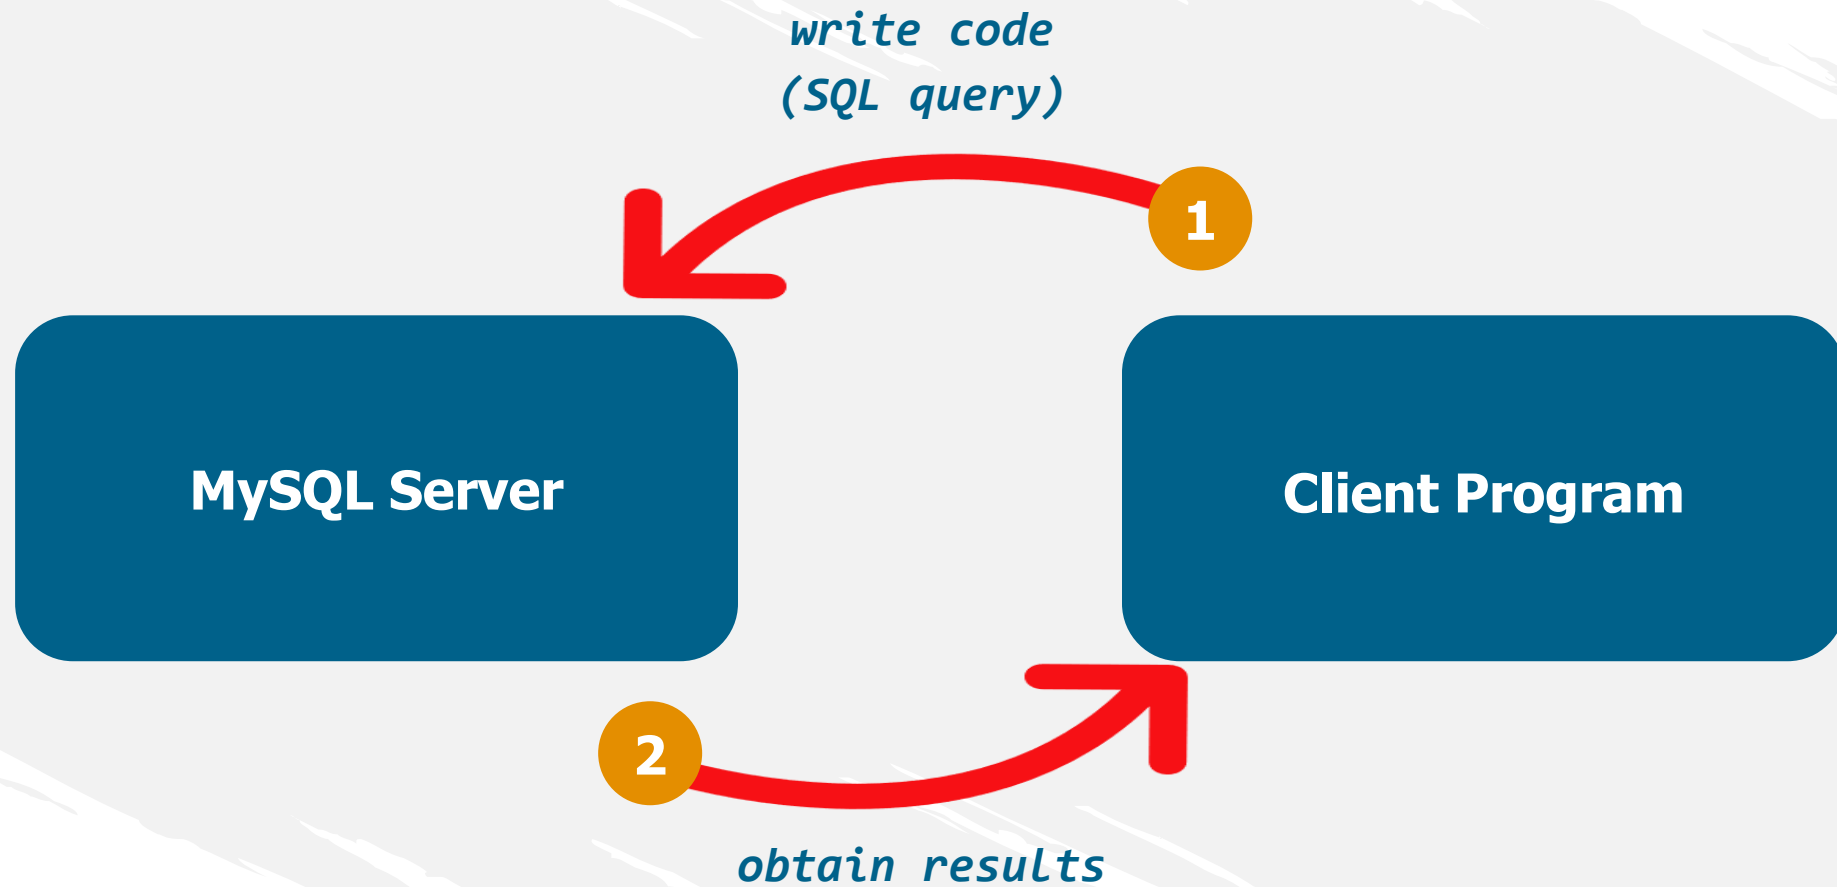 write code
(SQL query)
1
MySQL Server
Client Program
2
obtain results